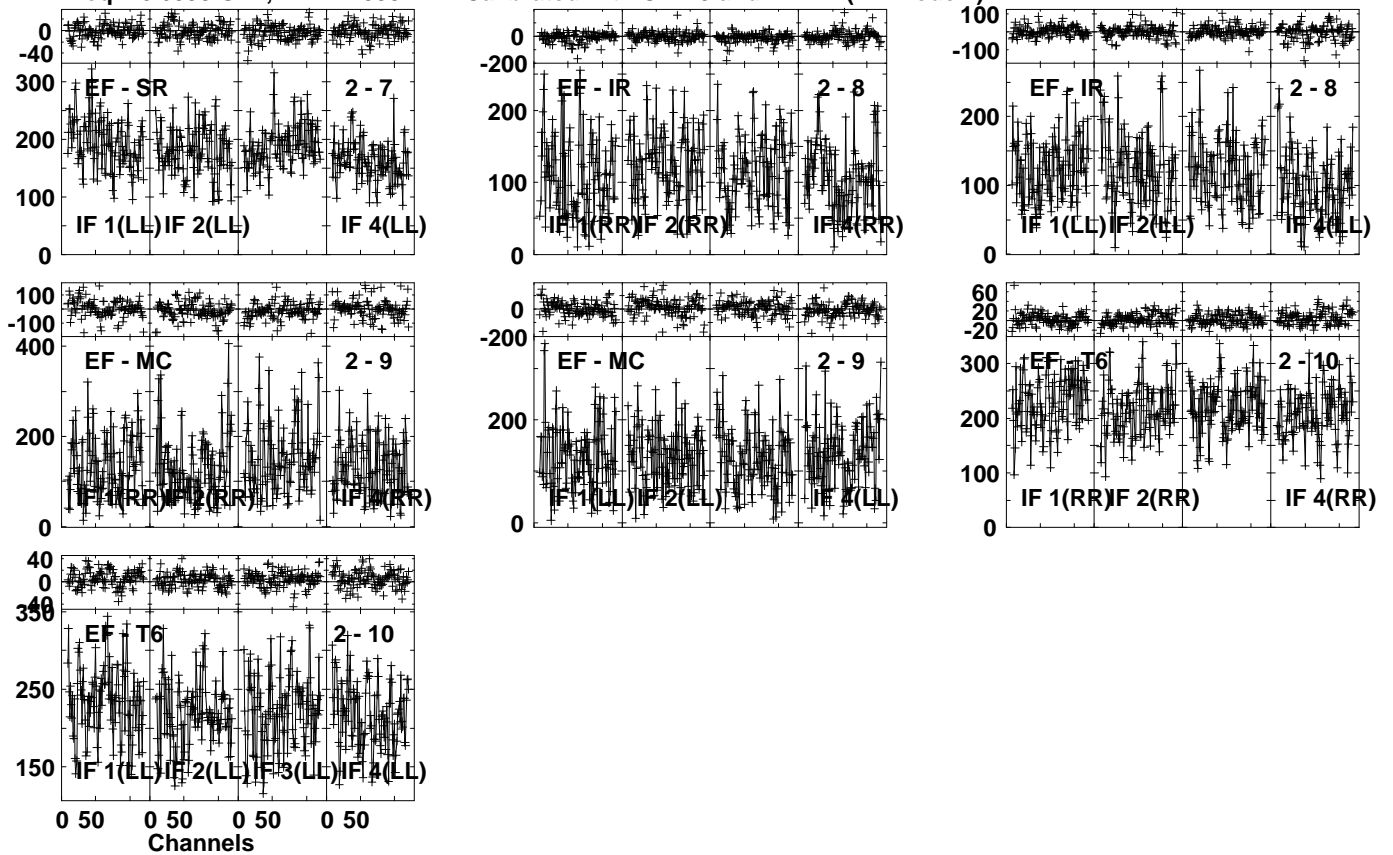 0
-40
300
200
100
0
EF - SR 2 - 7
IF 1(LL) IF 2(LL) IF 4(LL)
0
-200
200
100
0
EF - IR 2 - 8
IF 1(RR) IF 2(RR) IF 4(RR)
100
-100
200
100
0
EF - IR 2 - 8
IF 1(LL) IF 2(LL) IF 4(LL)
100
-100
400
200
0
EF - MC 2 - 9
IF 1(RR) IF 2(RR) IF 4(RR)
0
-200
200
0
EF - MC 2 - 9
IF 1(LL) IF 2(LL) IF 4(LL)
60
20
-20
300
200
100
0
EF - T6 2 - 10
IF 1(RR) IF 2(RR) IF 4(RR)
40
0
40
350
250
150
EF - T6 2 - 10
IF 1(LL) IF 2(LL) IF 3(LL) IF 4(LL)
0 50 0 50 0 50 0 50
Channels